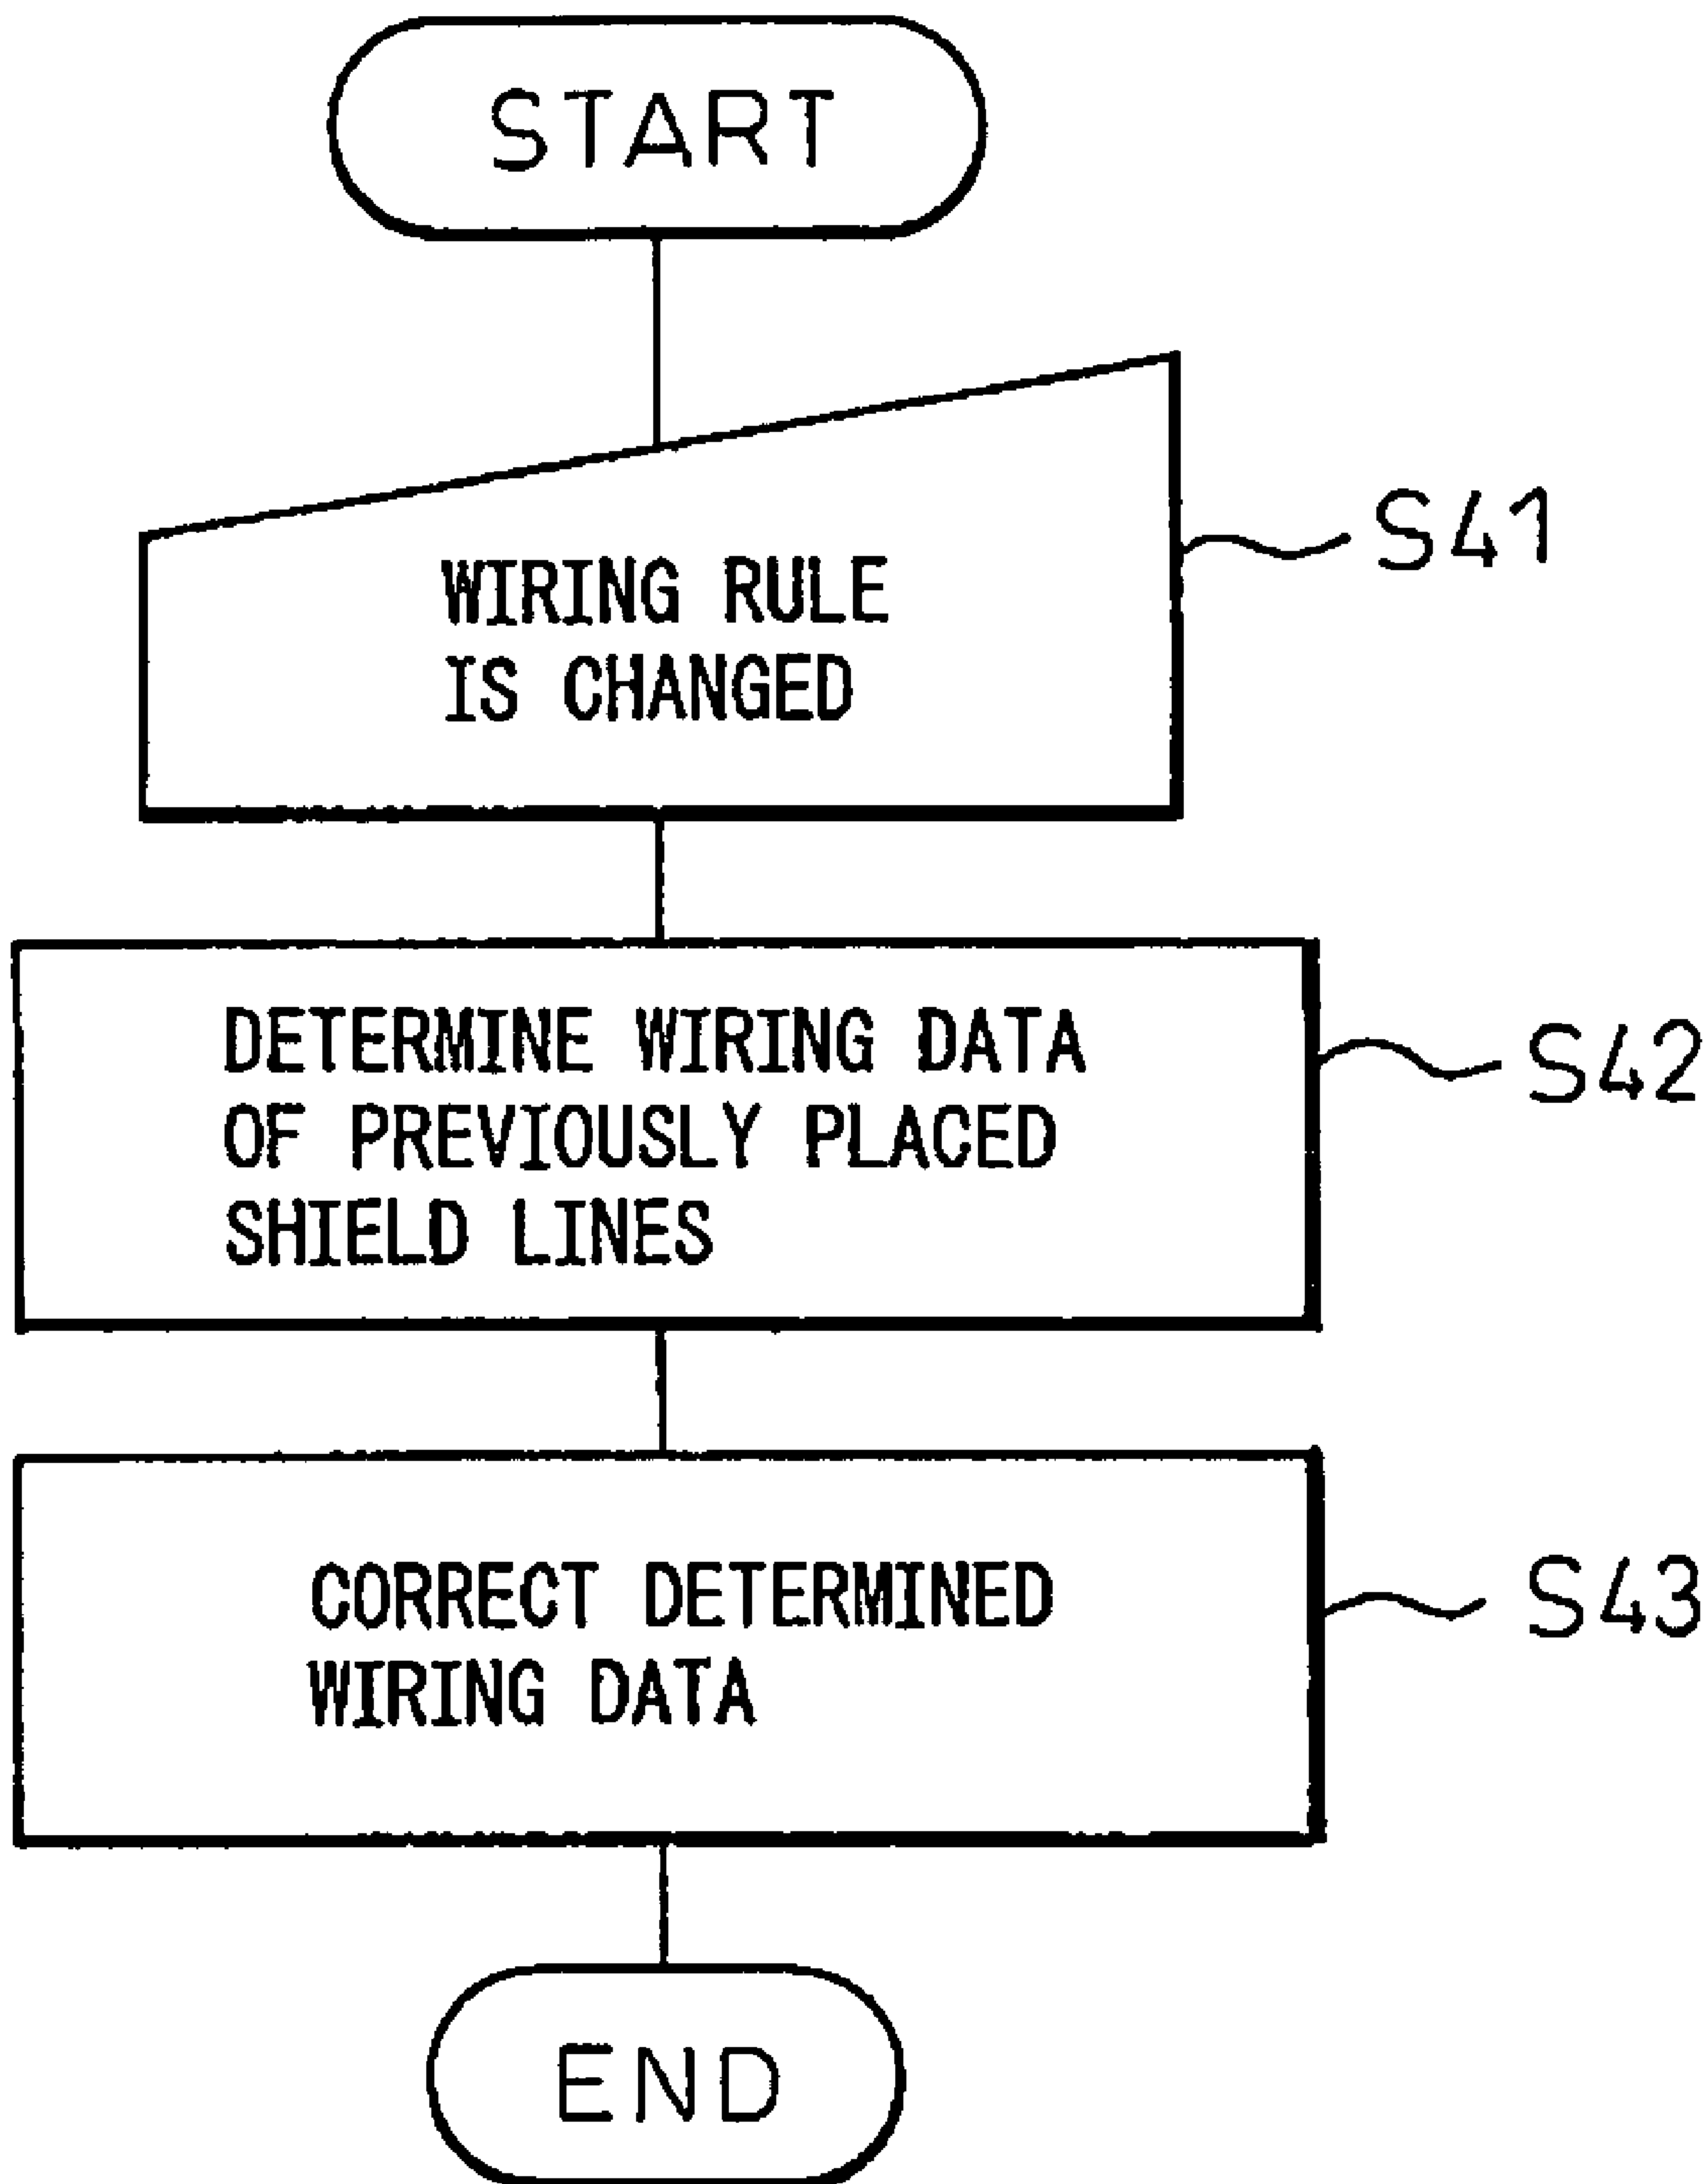 START
WIRING RULE
IS CHANGED
S41
DETERMINE WIRING DATA
OF PREVIOUSLY PLACED
SHIELD LINES
S42
CORRECT DETERMINED
WIRING DATA
S43
END